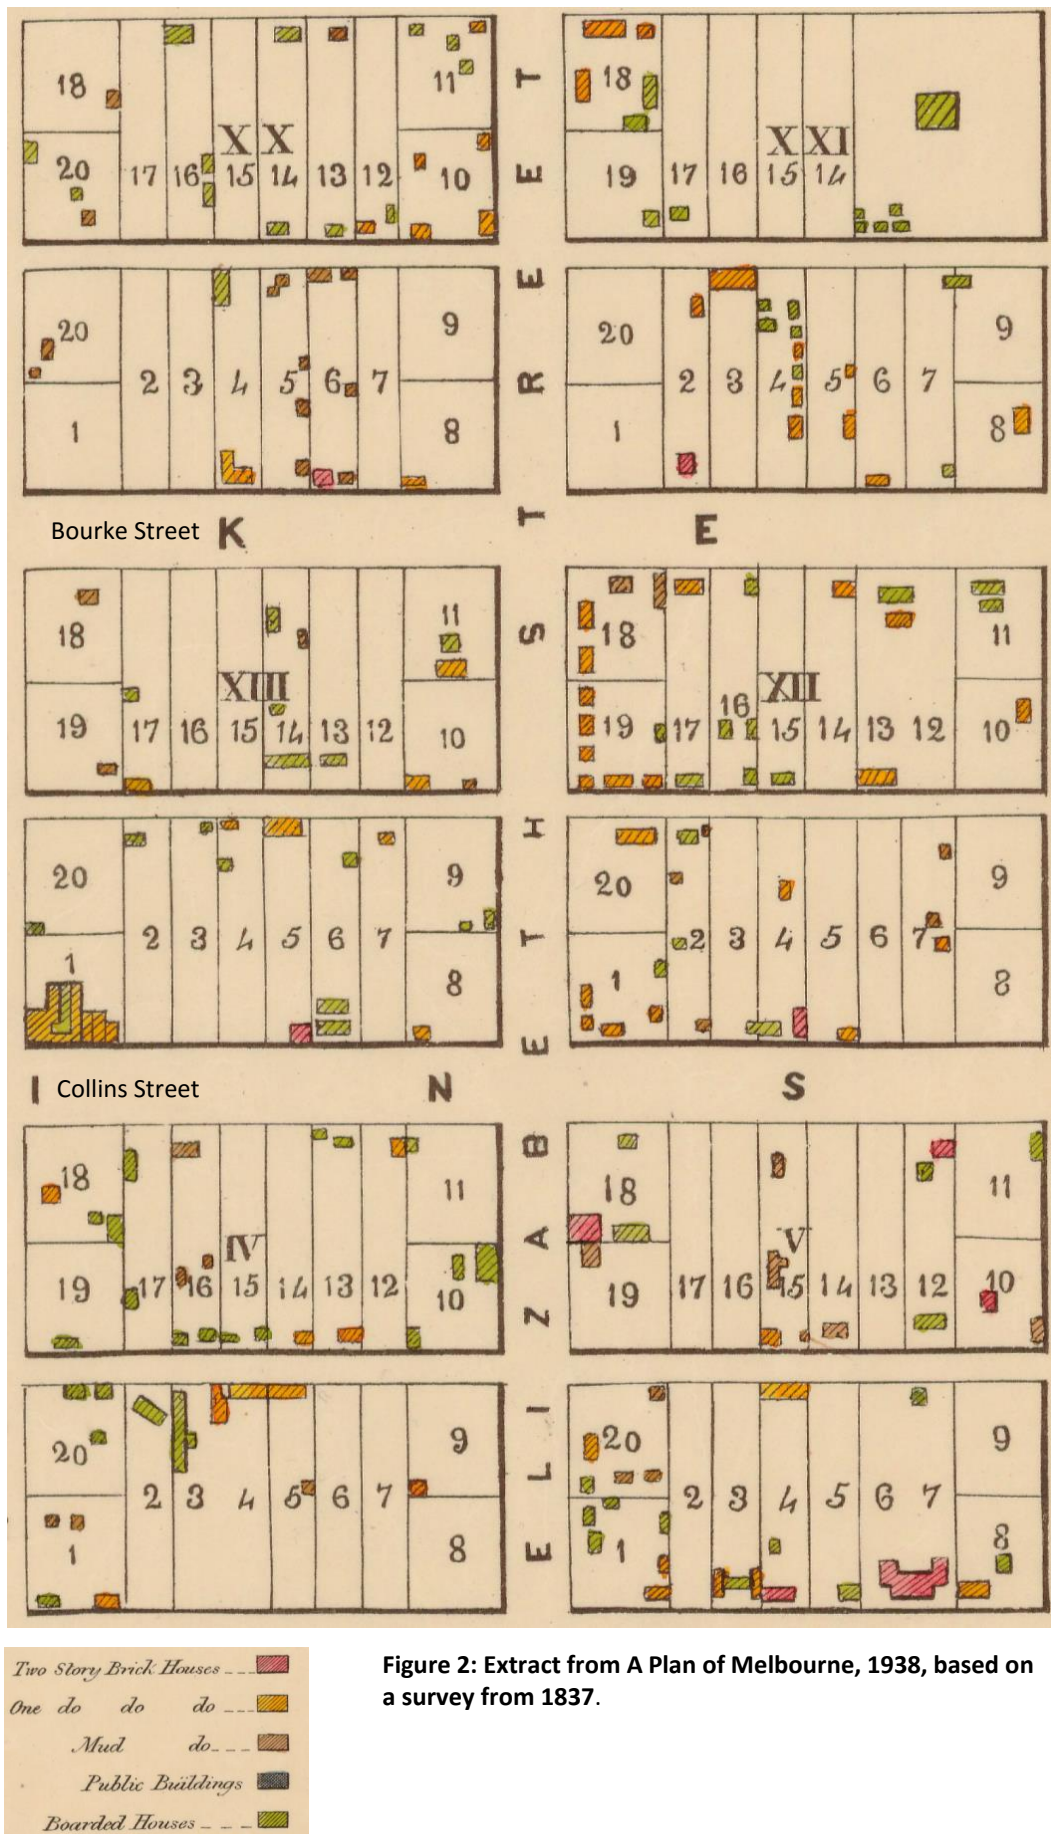 18 11 18
X X X XI
20 17 16 15 14 13 12 10 19 17 16 15 14
20 9 20 9
2 3 4 5 6 7 2 3 4 5 6 7
1 8 1 8
Bourke Street K E
18 11 18 11
XIII XII
19 17 16 15 14 13 12 10 19 17 16 15 14 13 12 10
20 9 20 9
2 3 4 5 6 7 2 3 4 5 6 7
1 8 1 8
I Collins Street N S
18 11 18 11
IV V
19 17 16 15 14 13 12 10 19 17 16 15 14 13 12 10
20 9 20 9
2 3 4 5 6 7 2 3 4 5 6 7
1 8 1 8
ELIZABETH STREET
Two Story Brick Houses
One do do do
Mud do
Public Buildings
Boarded Houses
Figure 2: Extract from A Plan of Melbourne, 1938, based on
a survey from 1837.